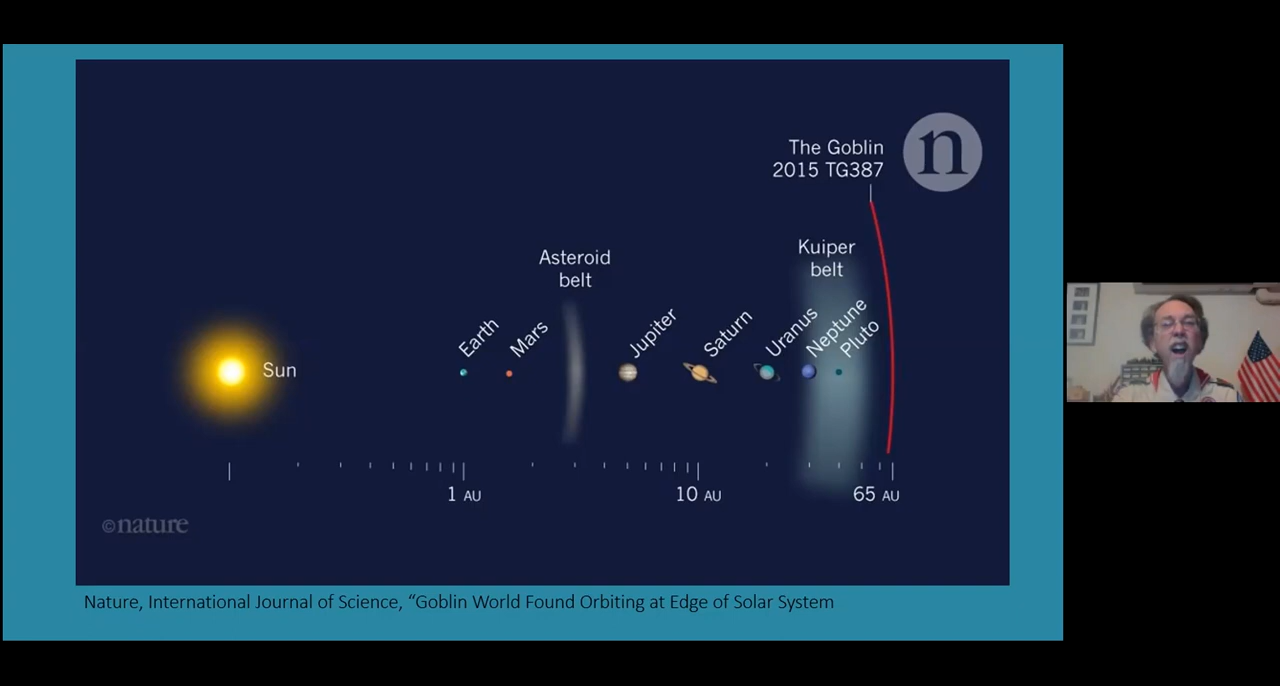 The Goblin
2015 TG387
n
Kuiper
belt
Asteroid
belt
Sun
Earth
Mars
Jupiter
Saturn
Uranus
Neptune
Pluto
1 AU
10 AU
65 AU
©nature
Nature, International Journal of Science, “Goblin World Found Orbiting at Edge of Solar System